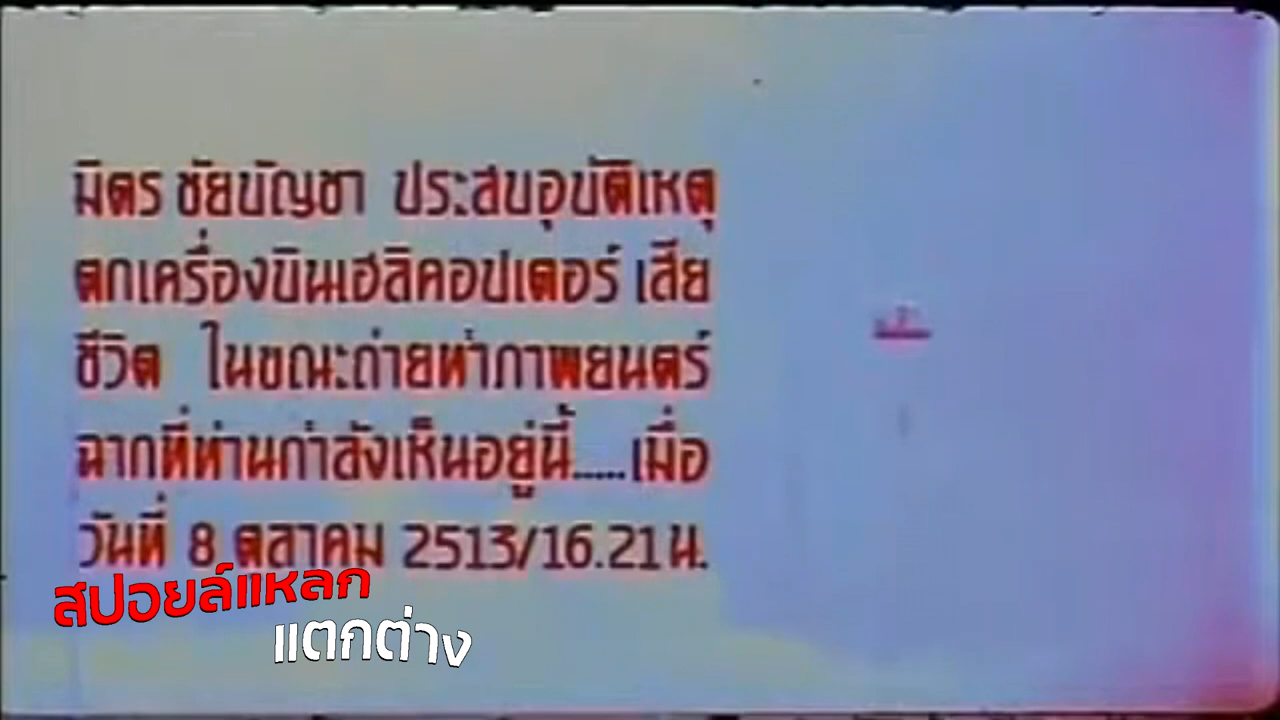 มิตร ชัยบัญชา ประสบอุบัติเหตุ
ตกเครื่องบินเฮลิคอปเตอร์ เสีย
ชีวิต ในขณะถ่ายทำภาพยนตร์
ฉากที่ท่านกำลังเห็นอยู่นี้.....เมื่อ
วันที่ 8 ตุลาคม 2513/16.21 น.
สปอยล์แหลก
แตกต่าง